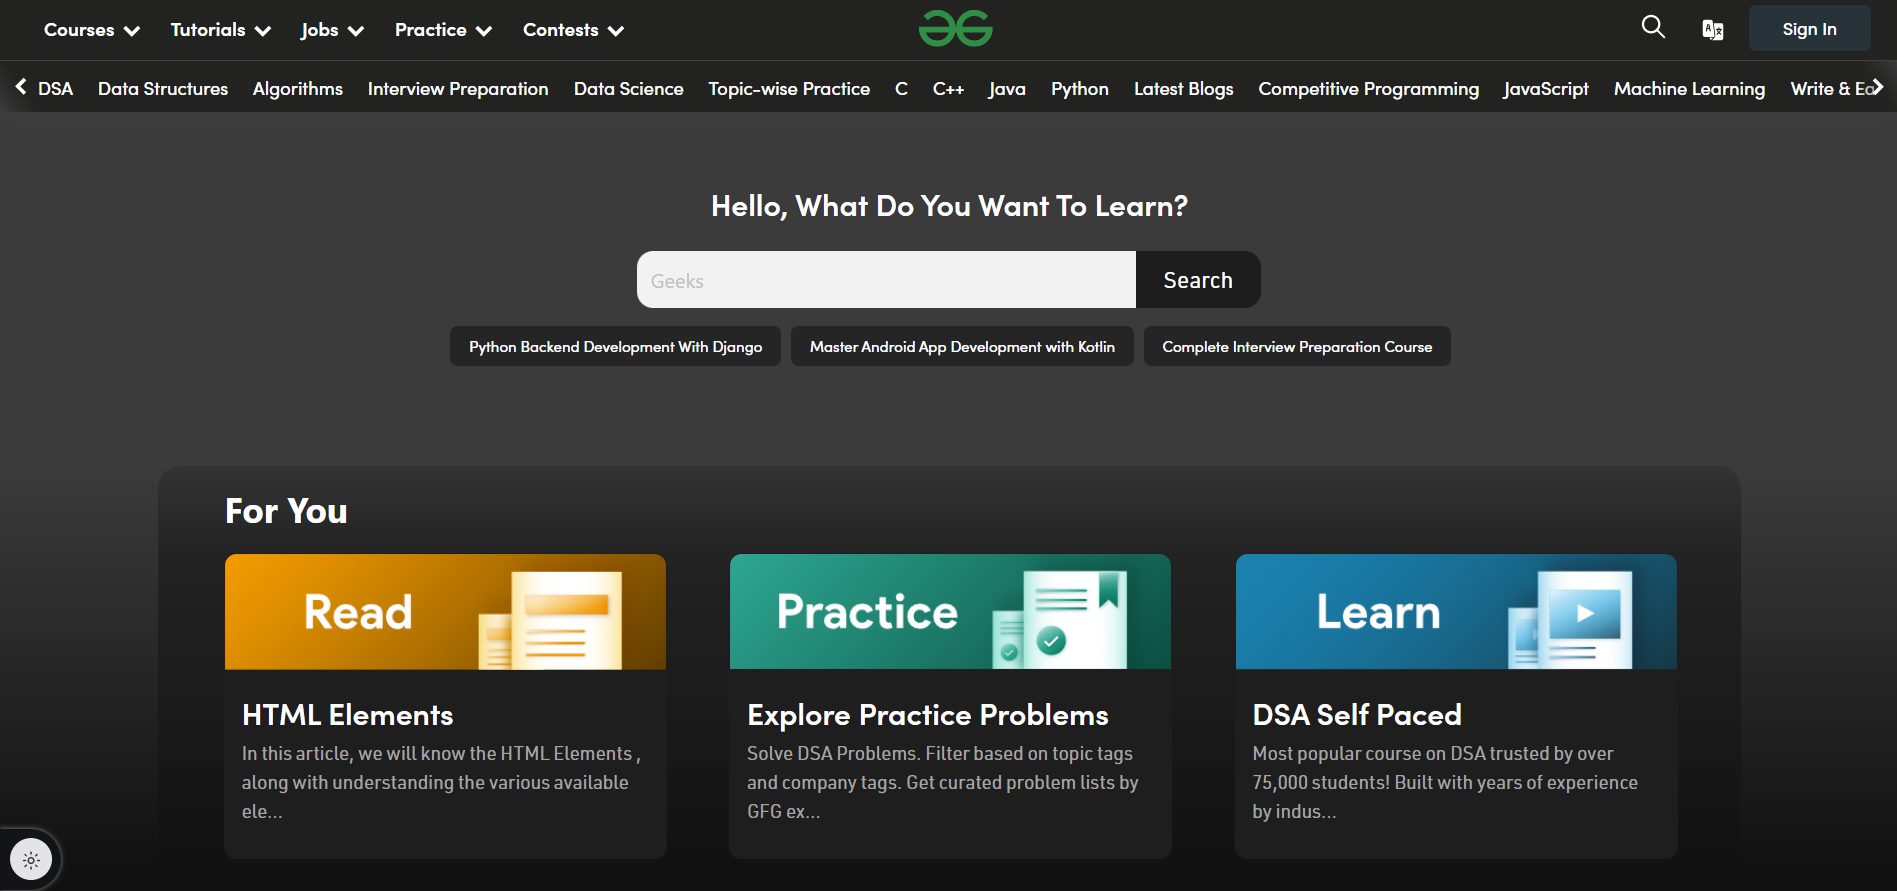 Courses Tutorials Jobs Practice Contests Sign In
DSA Data Structures Algorithms Interview Preparation Data Science Topic-wise Practice C C++ Java Python Latest Blogs Competitive Programming JavaScript Machine Learning Write & Ea
Hello, What Do You Want To Learn?
Geeks Search
Python Backend Development With Django Master Android App Development with Kotlin Complete Interview Preparation Course
For You
Read
HTML Elements
In this article, we will know the HTML Elements ,
along with understanding the various available
ele...
Practice
Explore Practice Problems
Solve DSA Problems. Filter based on topic tags
and company tags. Get curated problem lists by
GFG ex...
Learn
DSA Self Paced
Most popular course on DSA trusted by over
75,000 students! Built with years of experience
by indus...